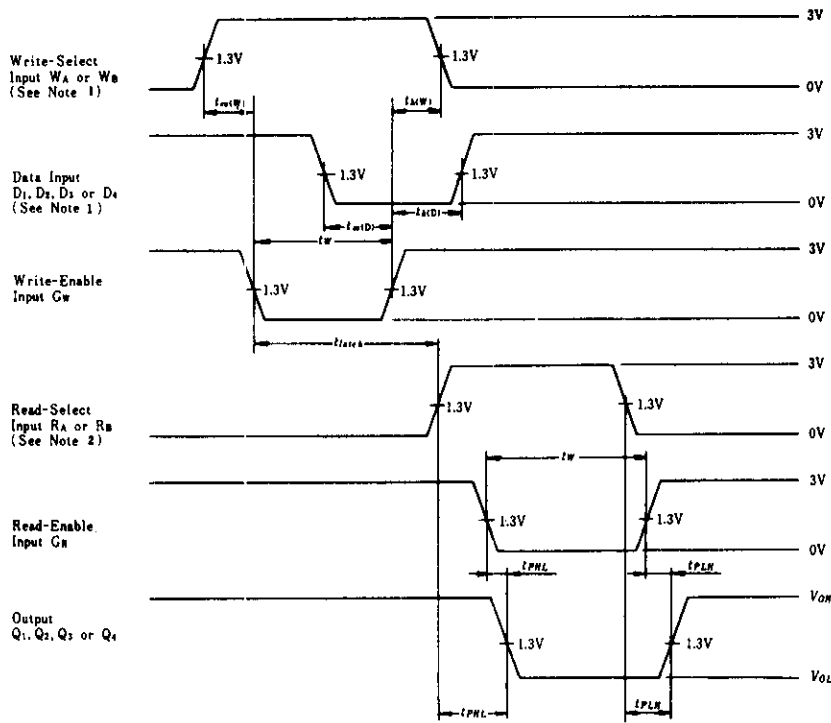 3V
Write-Select
Input WA or WB
(See Note 1)
1.3V
1.3V
0V
tsu(W)
th(W)
3V
Data Input
D1, D2, D3 or D4
(See Note 1)
1.3V
1.3V
0V
tsu(D)
th(D)
tw
3V
Write-Enable
Input GW
1.3V
1.3V
0V
tlatch
3V
Read-Select
Input RA or RB
(See Note 2)
1.3V
1.3V
0V
tw
3V
Read-Enable
Input GR
1.3V
1.3V
0V
tPHL
tPLH
VOH
Output
Q1, Q2, Q3 or Q4
1.3V
1.3V
VOL
tPHL
tPLH